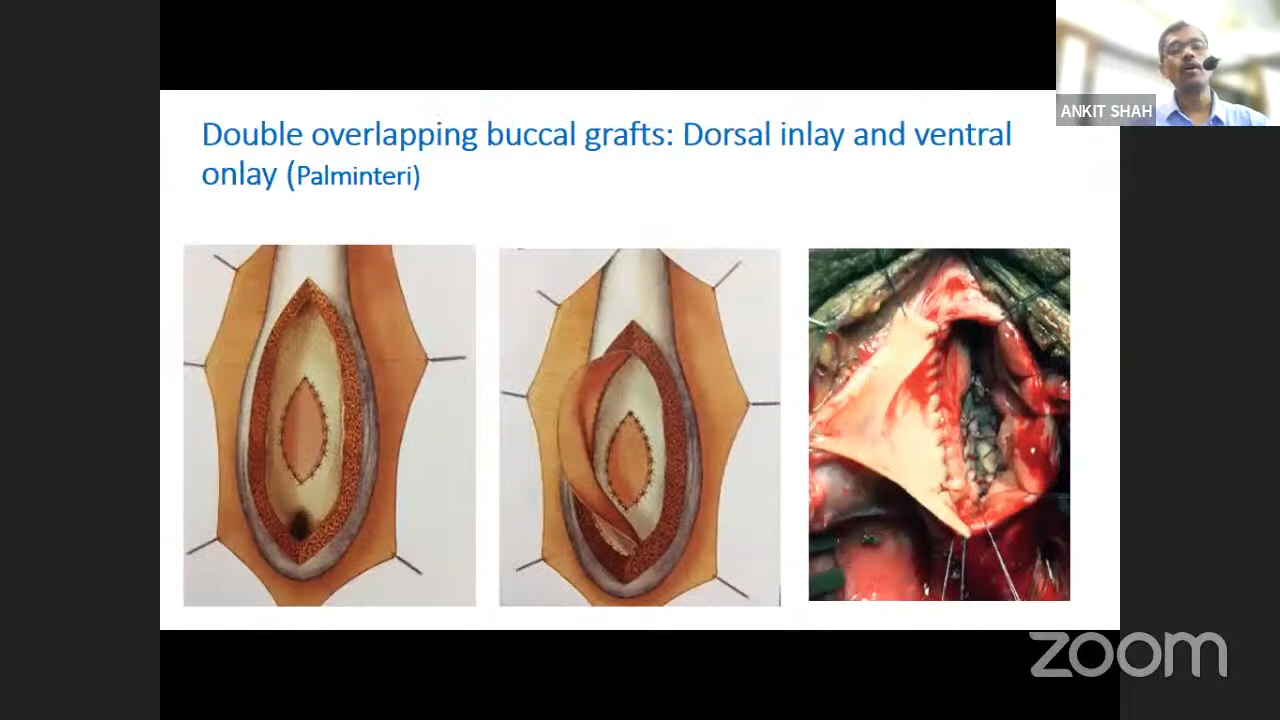 Double overlapping buccal grafts: Dorsal inlay and ventral
onlay (Palminteri)
ANKIT SHAH
zoom